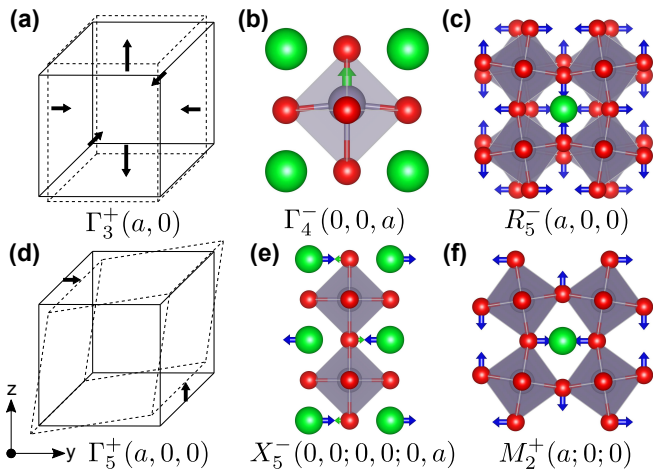 (a)
(b)
(c)
Γ₃⁺(a, 0)
Γ₄⁻(0, 0, a)
R₅⁻(a, 0, 0)
(d)
(e)
(f)
z
y
Γ₅⁺(a, 0, 0)
X₅⁻(0, 0; 0, 0; 0, a)
M₂⁺(a; 0; 0)